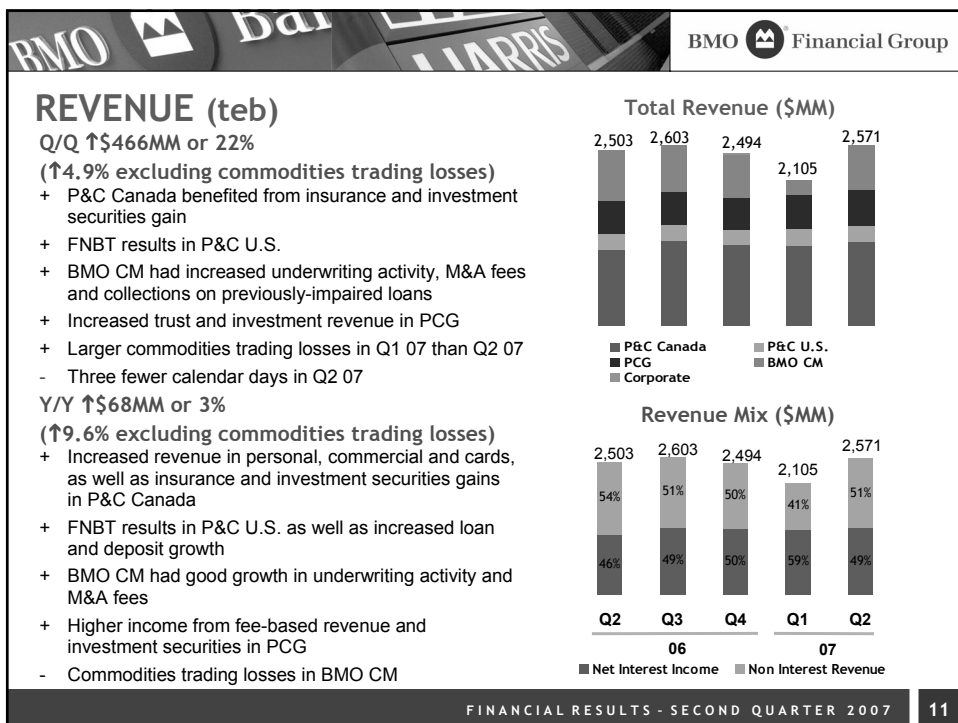 BMO
Ba
HARRIS
BMO Financial Group
REVENUE (teb)
Q/Q ↑$466MM or 22%
(↑4.9% excluding commodities trading losses)
+ P&C Canada benefited from insurance and investment
securities gain
+ FNBT results in P&C U.S.
+ BMO CM had increased underwriting activity, M&A fees
and collections on previously-impaired loans
+ Increased trust and investment revenue in PCG
+ Larger commodities trading losses in Q1 07 than Q2 07
- Three fewer calendar days in Q2 07
Y/Y ↑$68MM or 3%
(↑9.6% excluding commodities trading losses)
+ Increased revenue in personal, commercial and cards,
as well as insurance and investment securities gains
in P&C Canada
+ FNBT results in P&C U.S. as well as increased loan
and deposit growth
+ BMO CM had good growth in underwriting activity and
M&A fees
+ Higher income from fee-based revenue and
investment securities in PCG
- Commodities trading losses in BMO CM
Total Revenue ($MM)
2,503 2,603 2,494 2,105 2,571
P&C Canada P&C U.S.
PCG BMO CM
Corporate
Revenue Mix ($MM)
2,503 2,603 2,494 2,105 2,571
54% 51% 50% 41% 51%
46% 49% 50% 59% 49%
Q2 Q3 Q4 Q1 Q2
06 07
Net Interest Income Non Interest Revenue
FINANCIAL RESULTS - SECOND QUARTER 2007 11